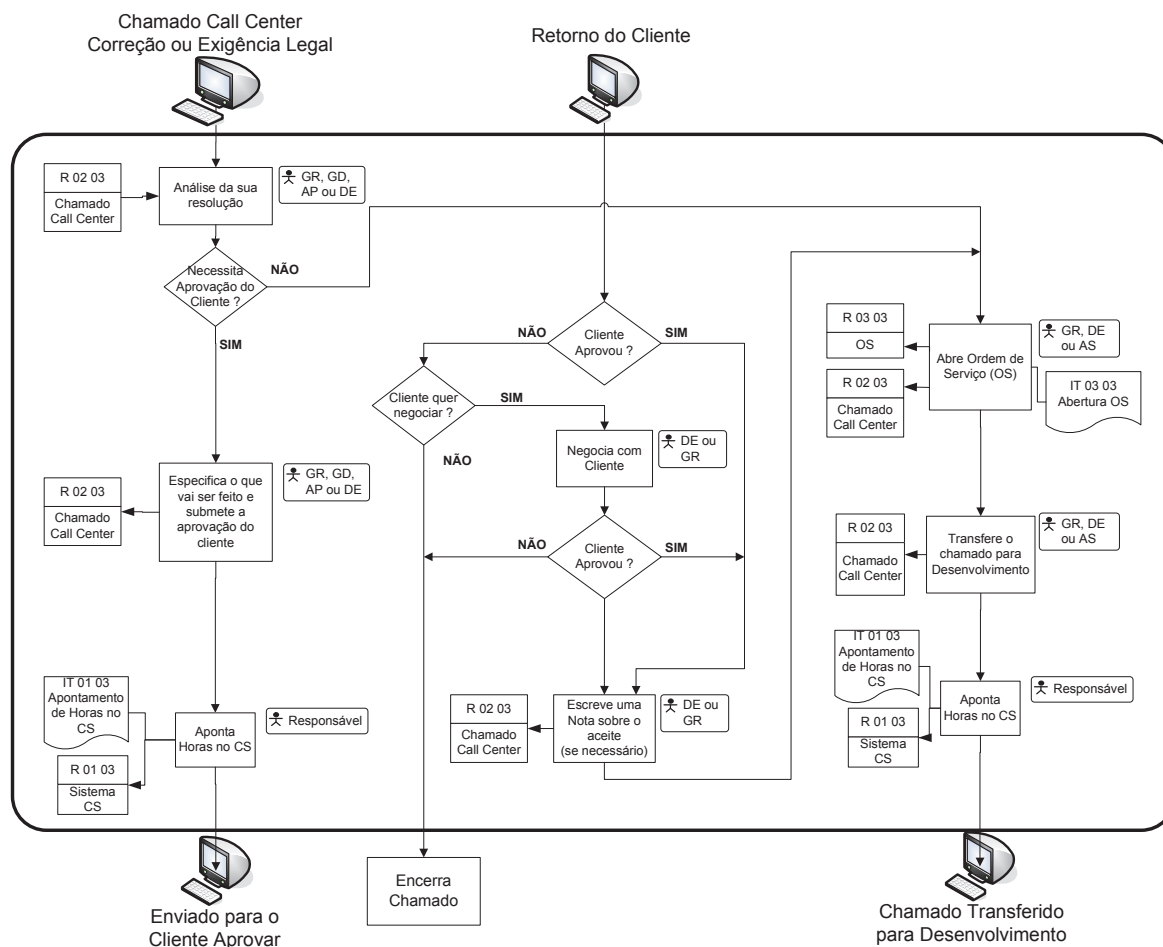 Chamado Call Center
Correção ou Exigência Legal
Retorno do Cliente
R 02 03
Chamado
Call Center
Análise da sua
resolução
GR, GD,
AP ou DE
Necessita
Aprovação do
Cliente ?
NÃO
SIM
R 02 03
Chamado
Call Center
Especifica o que
vai ser feito e
submete a
aprovação do
cliente
GR, GD,
AP ou DE
IT 01 03
Apontamento
de Horas no
CS
R 01 03
Sistema
CS
Aponta
Horas no CS
Responsável
Enviado para o
Cliente Aprovar
NÃO
Cliente
Aprovou ?
SIM
Cliente quer
negociar ?
SIM
NÃO
Negocia com
Cliente
DE ou
GR
NÃO
Cliente
Aprovou ?
SIM
R 02 03
Chamado
Call Center
Escreve uma
Nota sobre o
aceite
(se necessário)
DE ou
GR
Encerra
Chamado
R 03 03
OS
R 02 03
Chamado
Call Center
Abre Ordem de
Serviço (OS)
GR, DE
ou AS
IT 03 03
Abertura OS
R 02 03
Chamado
Call Center
Transfere o
chamado para
Desenvolvimento
GR, DE
ou AS
IT 01 03
Apontamento
de Horas no
CS
R 01 03
Sistema
CS
Aponta
Horas no CS
Responsável
Chamado Transferido
para Desenvolvimento